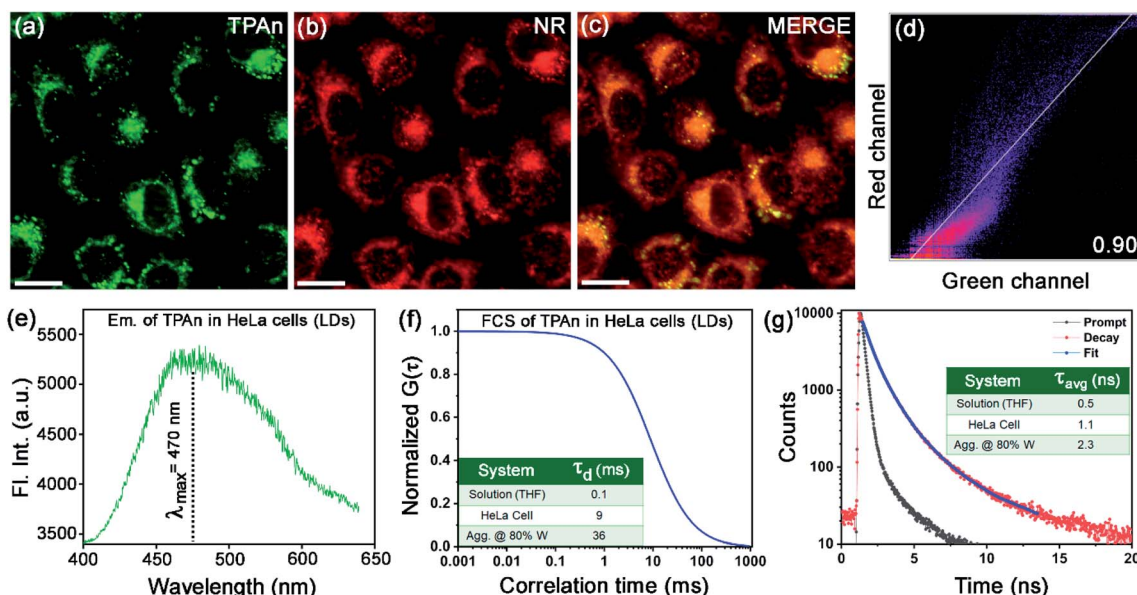 (a) TPAn
(b) NR
(c) MERGE
(d)
Red channel
0.90
Green channel
(e)
Em. of TPAn in HeLa cells (LDs)
Fl. Int. (a.u.)
5500
5000
4500
4000
3500
λmax= 470 nm
400 450 500 550 600 650
Wavelength (nm)
(f)
FCS of TPAn in HeLa cells (LDs)
Normalized G(τ)
1.0
0.8
0.6
0.4
0.2
0.0
System τd (ms)
Solution (THF) 0.1
HeLa Cell 9
Agg. @ 80% W 36
0.001 0.01 0.1 1 10 100 1000
Correlation time (ms)
(g)
Counts
10000
1000
100
10
Prompt
Decay
Fit
System τavg (ns)
Solution (THF) 0.5
HeLa Cell 1.1
Agg. @ 80% W 2.3
0 5 10 15 20
Time (ns)